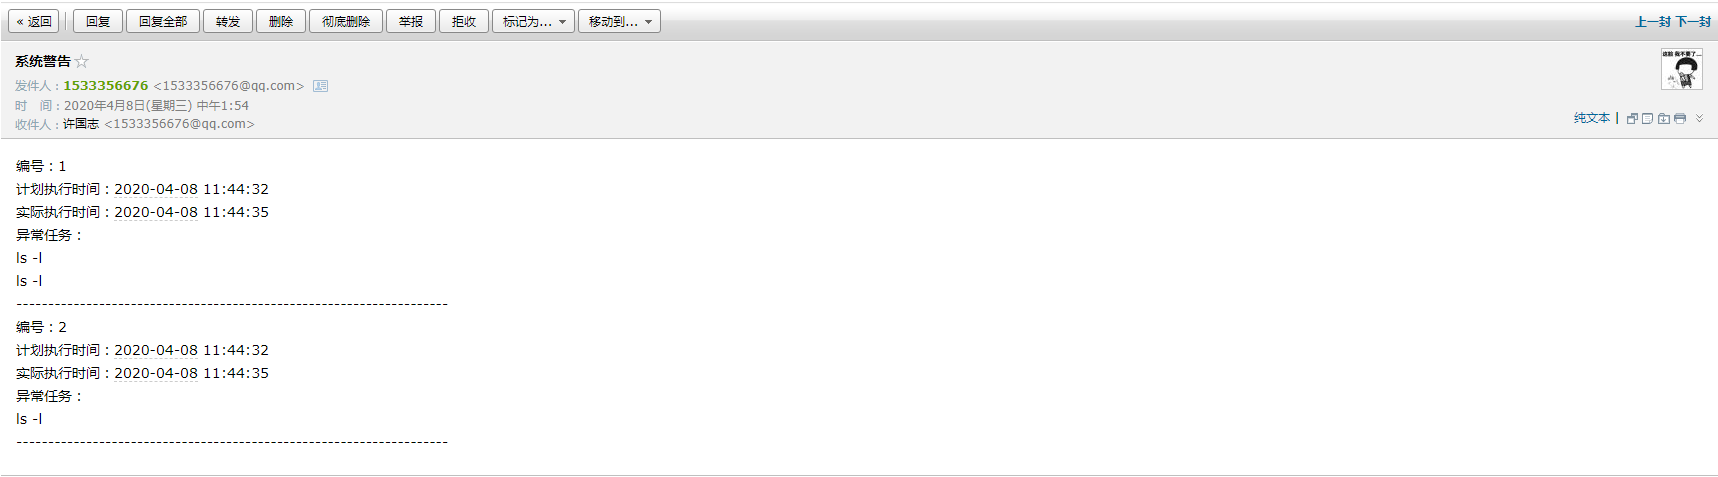 « 返回 回复 回复全部 转发 删除 彻底删除 举报 拒收 标记为... 移动到... 上一封 下一封
系统警告
发件人：1533356676 <1533356676@qq.com>
时　间：2020年4月8日(星期三) 中午1:54
收件人：许国志 <1533356676@qq.com>
纯文本 |
编号：1
计划执行时间：2020-04-08 11:44:32
实际执行时间：2020-04-08 11:44:35
异常任务：
ls -l
ls -l
--------------------------------------------------------------------
编号：2
计划执行时间：2020-04-08 11:44:32
实际执行时间：2020-04-08 11:44:35
异常任务：
ls -l
--------------------------------------------------------------------